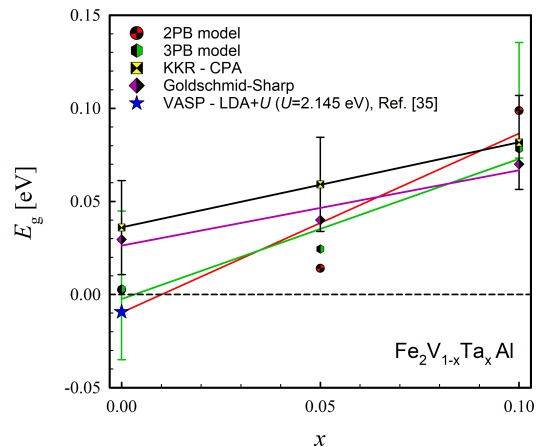 0.15
2PB model
3PB model
KKR - CPA
Goldschmid-Sharp
VASP - LDA+U (U=2.145 eV), Ref. [35]
0.10
0.05
0.00
-0.05
E_g [eV]
Fe₂V₁₋ₓTaₓAl
0.00 0.05 0.10
x